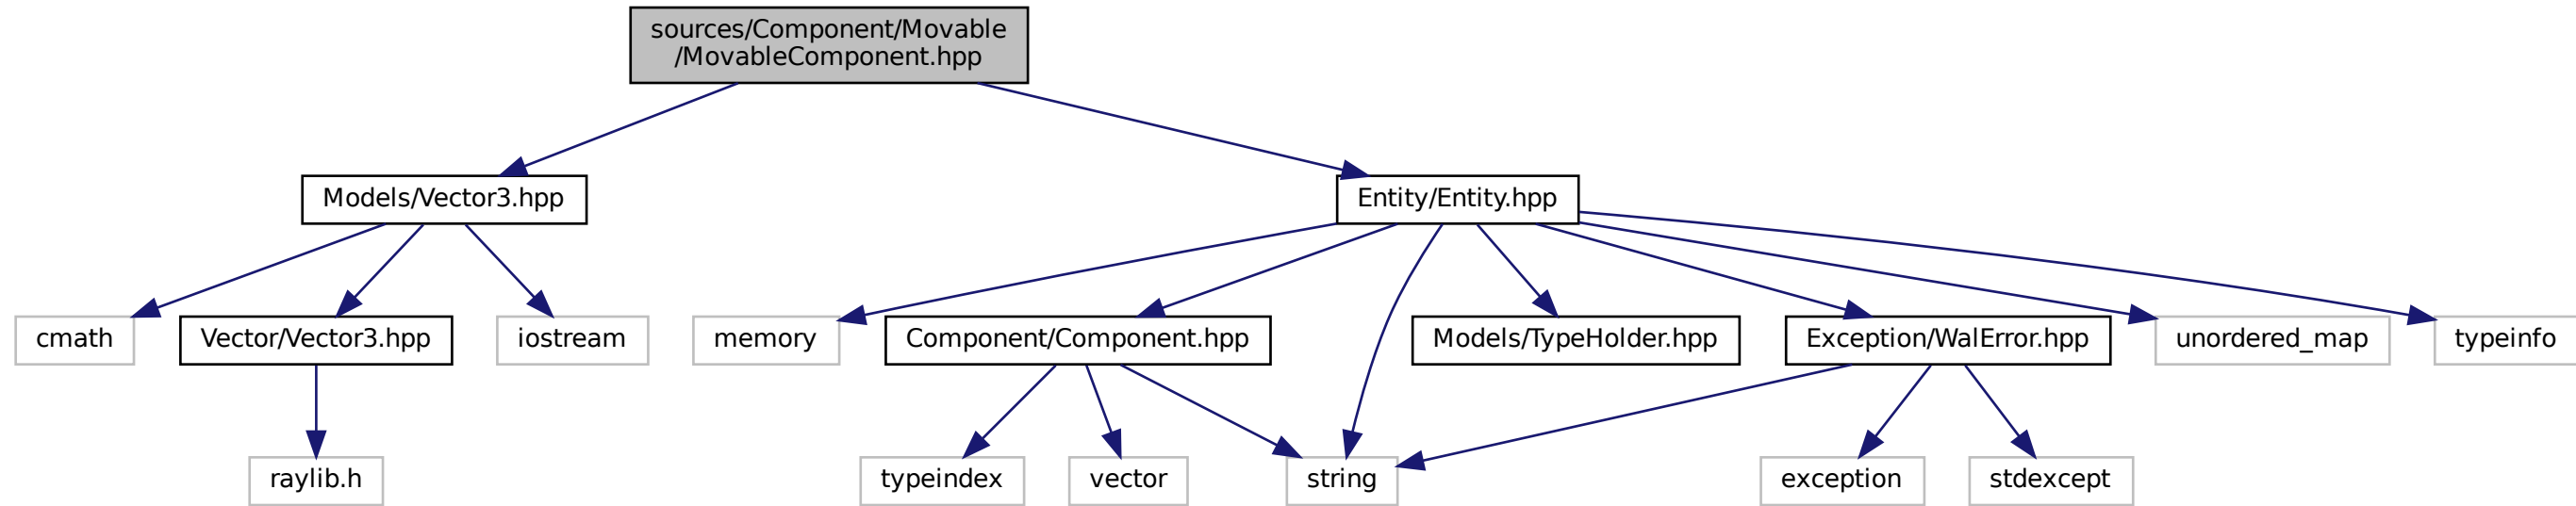 sources/Component/Movable
/MovableComponent.hpp
Models/Vector3.hpp
Entity/Entity.hpp
cmath
Vector/Vector3.hpp
iostream
memory
Component/Component.hpp
Models/TypeHolder.hpp
Exception/WalError.hpp
unordered_map
typeinfo
raylib.h
typeindex
vector
string
exception
stdexcept